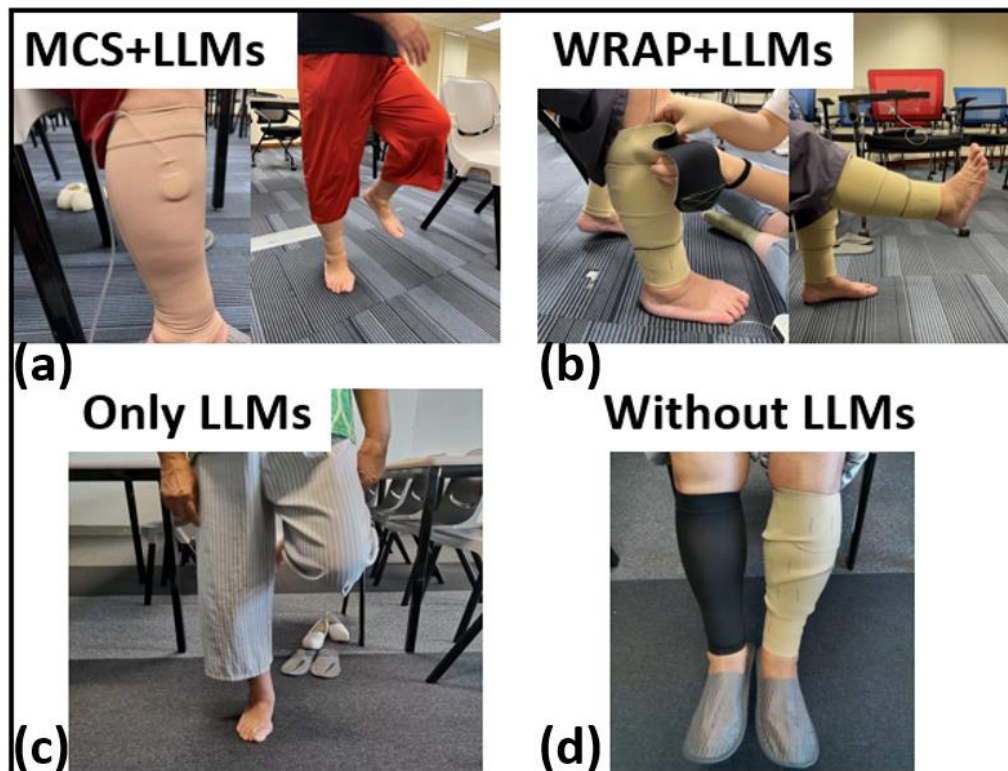 MCS+LLMs
WRAP+LLMs
(a)
(b)
Only LLMs
Without LLMs
(c)
(d)